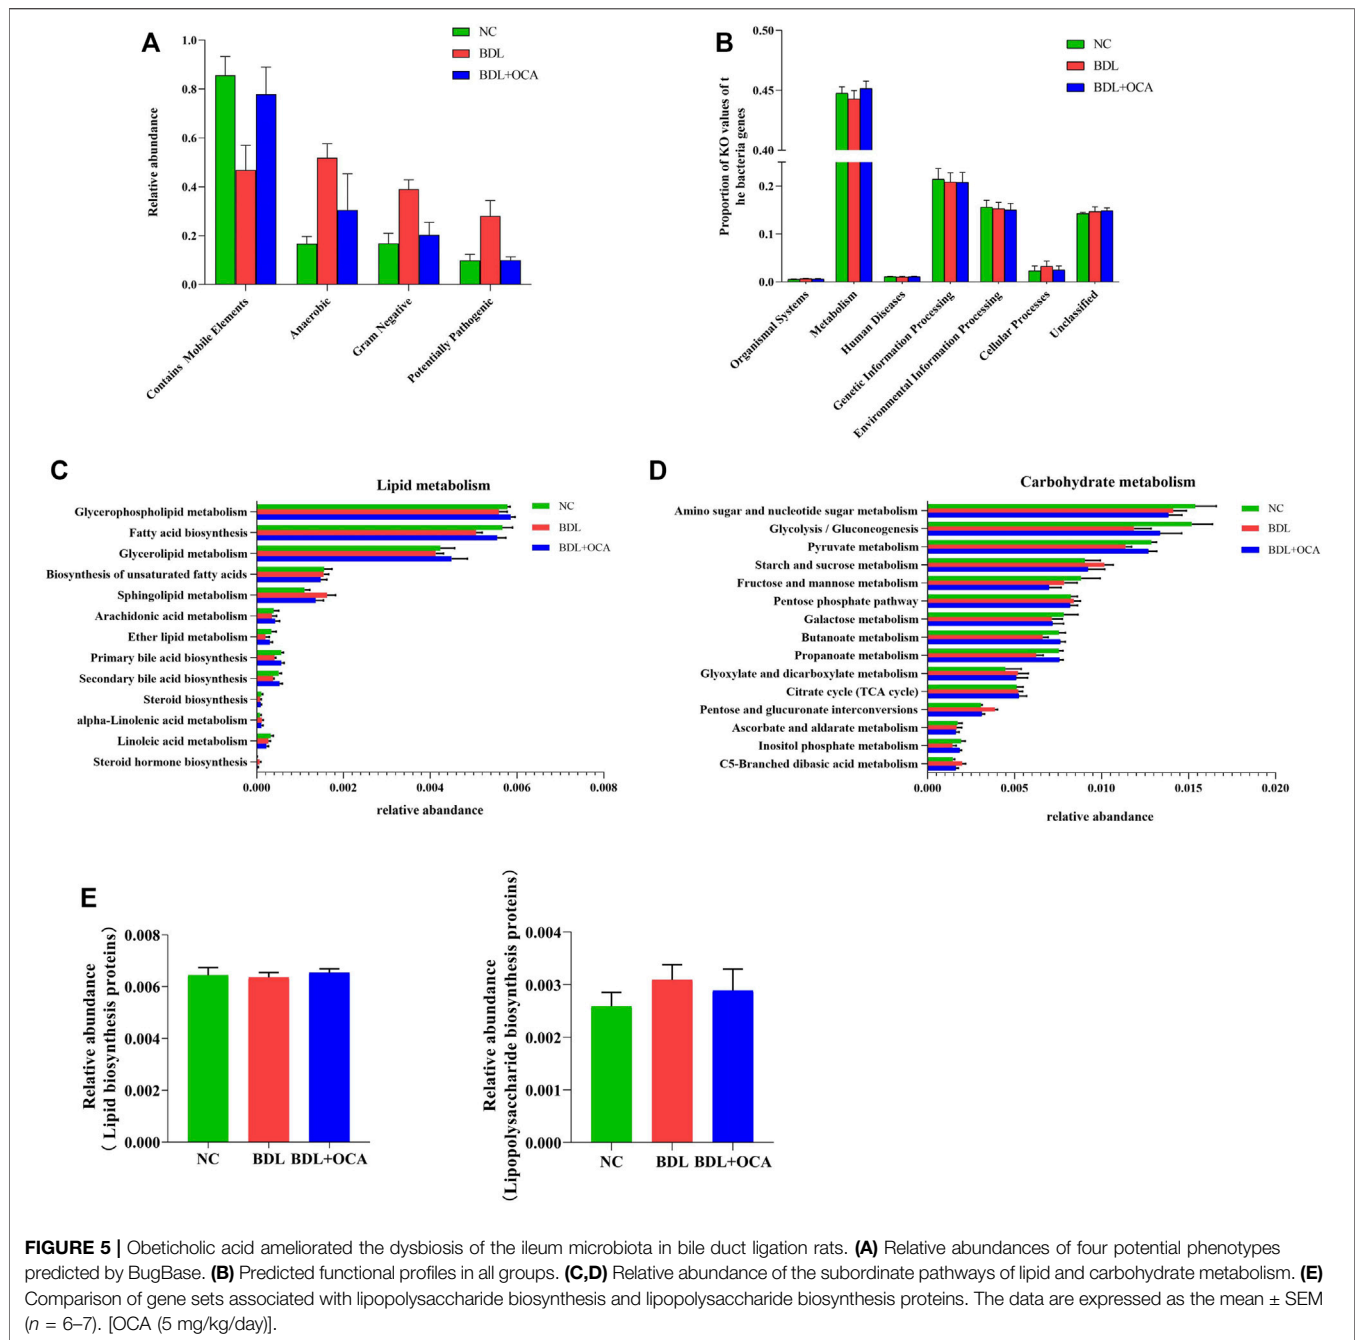 A
NC
BDL
BDL+OCA
Relative abundance
1.0
0.8
0.6
0.4
0.2
0.0
Contains Mobile Elements
Anaerobic
Gram Negative
Potentially Pathogenic
B
NC
BDL
BDL+OCA
Proportion of KO values of t
he bacteria genes
0.50
0.45
0.40
0.2
0.1
0.0
Organismal Systems
Metabolism
Human Diseases
Genetic Information Processing
Environmental Information Processing
Cellular Processes
Unclassified
C
Lipid metabolism
NC
BDL
BDL+OCA
Glycerophospholipid metabolism
Fatty acid biosynthesis
Glycerolipid metabolism
Biosynthesis of unsaturated fatty acids
Sphingolipid metabolism
Arachidonic acid metabolism
Ether lipid metabolism
Primary bile acid biosynthesis
Secondary bile acid biosynthesis
Steroid biosynthesis
alpha-Linolenic acid metabolism
Linoleic acid metabolism
Steroid hormone biosynthesis
0.000 0.002 0.004 0.006 0.008
relative abandance
D
Carbohydrate metabolism
NC
BDL
BDL+OCA
Amino sugar and nucleotide sugar metabolism
Glycolysis / Gluconeogenesis
Pyruvate metabolism
Starch and sucrose metabolism
Fructose and mannose metabolism
Pentose phosphate pathway
Galactose metabolism
Butanoate metabolism
Propanoate metabolism
Glyoxylate and dicarboxylate metabolism
Citrate cycle (TCA cycle)
Pentose and glucuronate interconversions
Ascorbate and aldarate metabolism
Inositol phosphate metabolism
C5-Branched dibasic acid metabolism
0.000 0.005 0.010 0.015 0.020
relative abandance
E
Relative abundance
( Lipid biosynthesis proteins)
0.008
0.006
0.004
0.002
0.000
NC BDL BDL+OCA
Relative abundance
(Lipopolysaccharide biosynthesis proteins)
0.004
0.003
0.002
0.001
0.000
NC BDL BDL+OCA
FIGURE 5 | Obeticholic acid ameliorated the dysbiosis of the ileum microbiota in bile duct ligation rats. (A) Relative abundances of four potential phenotypes
predicted by BugBase. (B) Predicted functional profiles in all groups. (C,D) Relative abundance of the subordinate pathways of lipid and carbohydrate metabolism. (E)
Comparison of gene sets associated with lipopolysaccharide biosynthesis and lipopolysaccharide biosynthesis proteins. The data are expressed as the mean ± SEM
(n = 6–7). [OCA (5 mg/kg/day)].